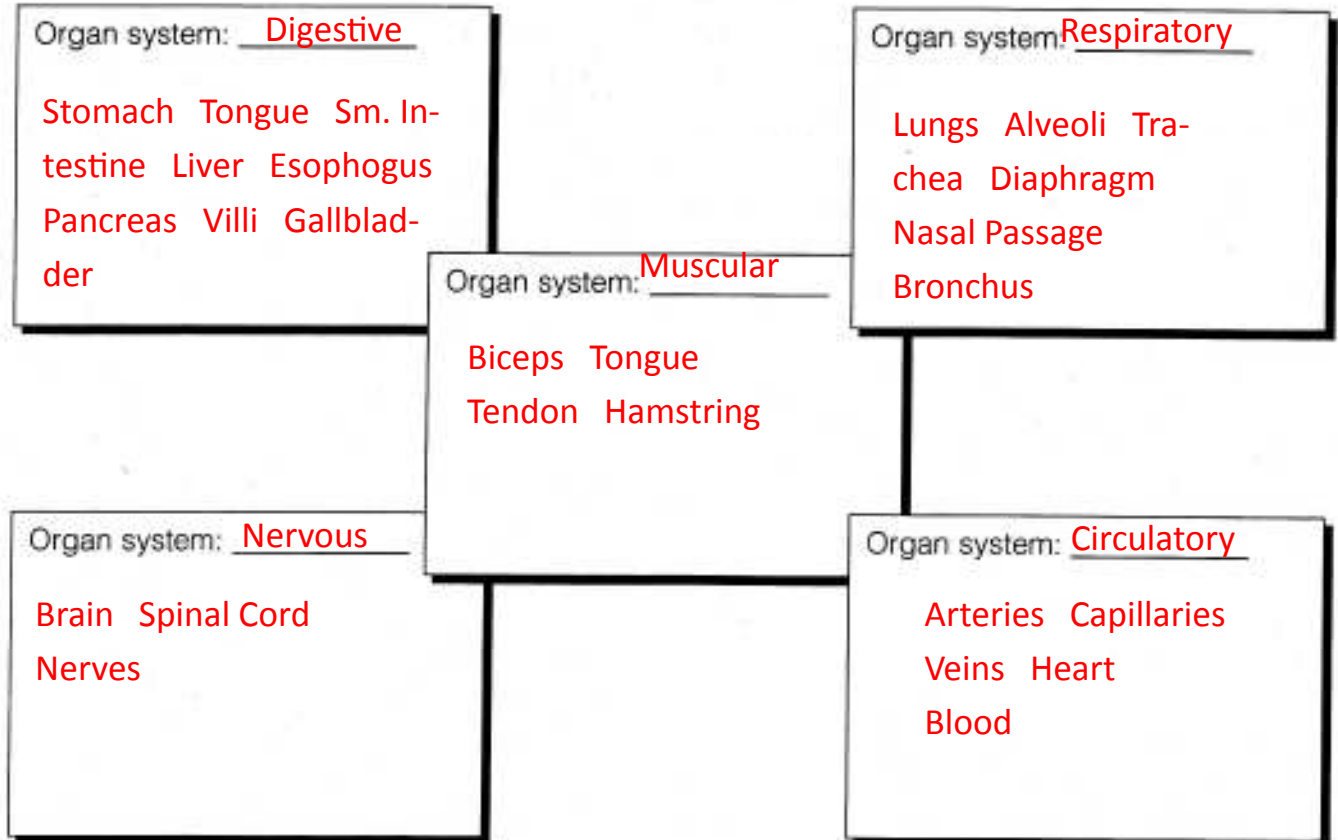 Organ system: Digestive
Stomach Tongue Sm. In-
testine Liver Esophogus
Pancreas Villi Gallblad-
der
Organ system: Respiratory
Lungs Alveoli Tra-
chea Diaphragm
Nasal Passage
Bronchus
Organ system: Muscular
Biceps Tongue
Tendon Hamstring
Organ system: Nervous
Brain Spinal Cord
Nerves
Organ system: Circulatory
Arteries Capillaries
Veins Heart
Blood